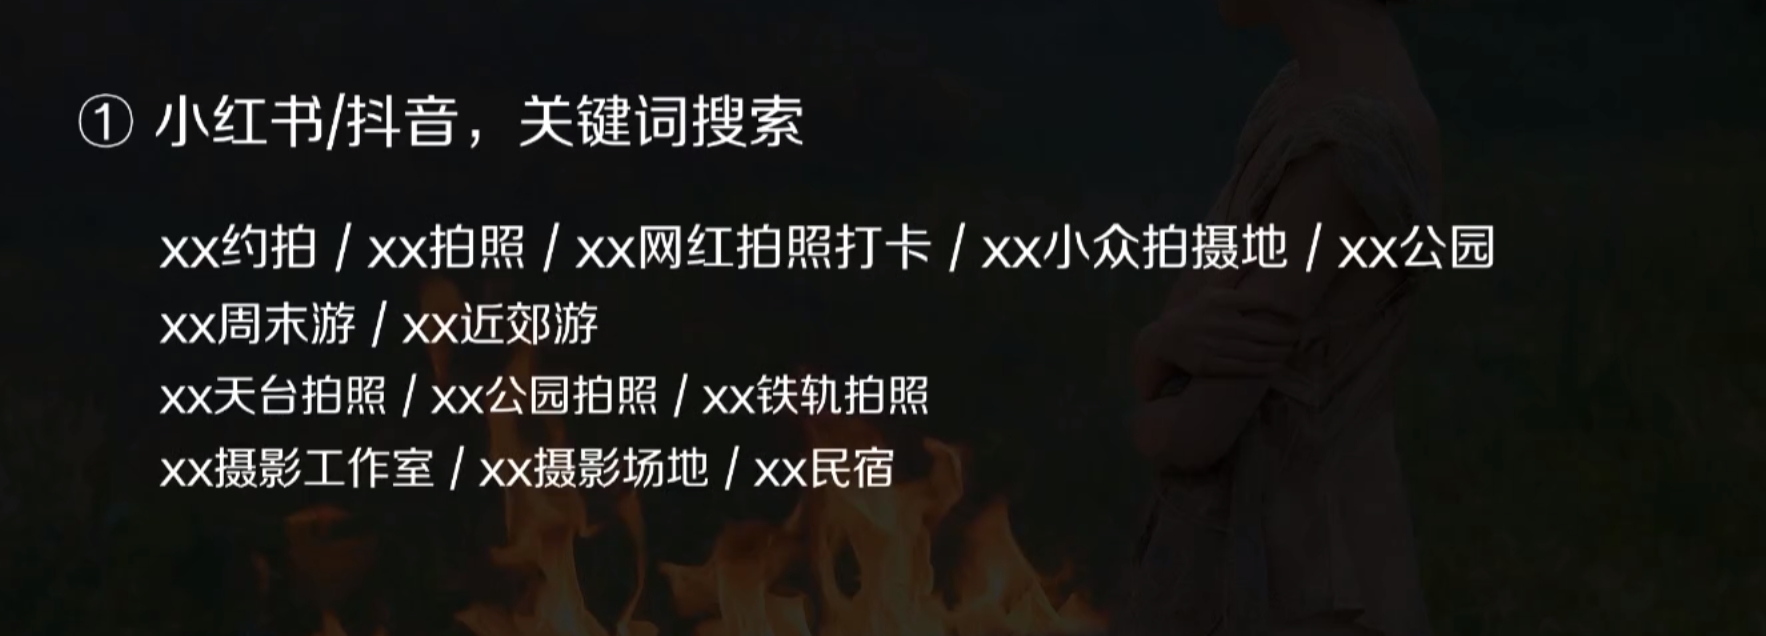 ① 小红书/抖音，关键词搜索
xx约拍 / xx拍照 / xx网红拍照打卡 / xx小众拍摄地 / xx公园
xx周末游 / xx近郊游
xx天台拍照 / xx公园拍照 / xx铁轨拍照
xx摄影工作室 / xx摄影场地 / xx民宿